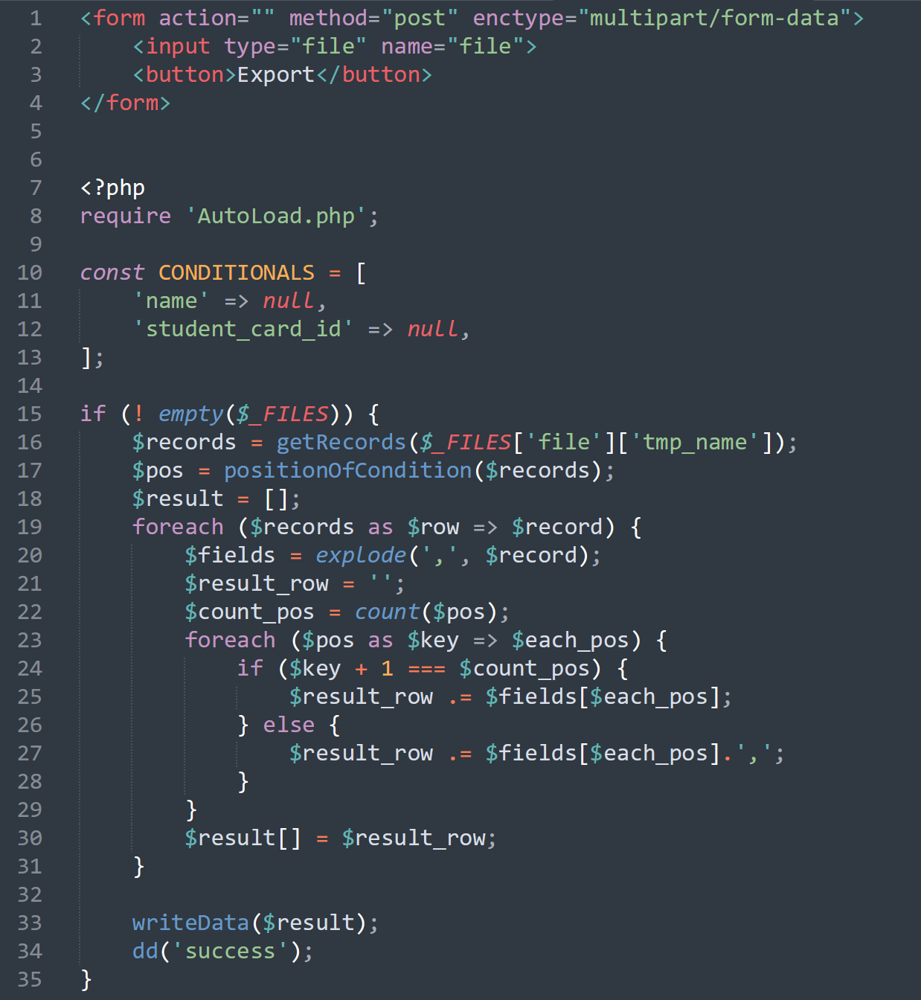 1 <form action="" method="post" enctype="multipart/form-data">
2     <input type="file" name="file">
3     <button>Export</button>
4 </form>
5
6
7 <?php
8 require 'AutoLoad.php';
9
10 const CONDITIONALS = [
11     'name' => null,
12     'student_card_id' => null,
13 ];
14
15 if (! empty($_FILES)) {
16     $records = getRecords($_FILES['file']['tmp_name']);
17     $pos = positionOfCondition($records);
18     $result = [];
19     foreach ($records as $row => $record) {
20         $fields = explode(',', $record);
21         $result_row = '';
22         $count_pos = count($pos);
23         foreach ($pos as $key => $each_pos) {
24             if ($key + 1 === $count_pos) {
25                 $result_row .= $fields[$each_pos];
26             } else {
27                 $result_row .= $fields[$each_pos].',';
28             }
29         }
30         $result[] = $result_row;
31     }
32
33     writeData($result);
34     dd('success');
35 }